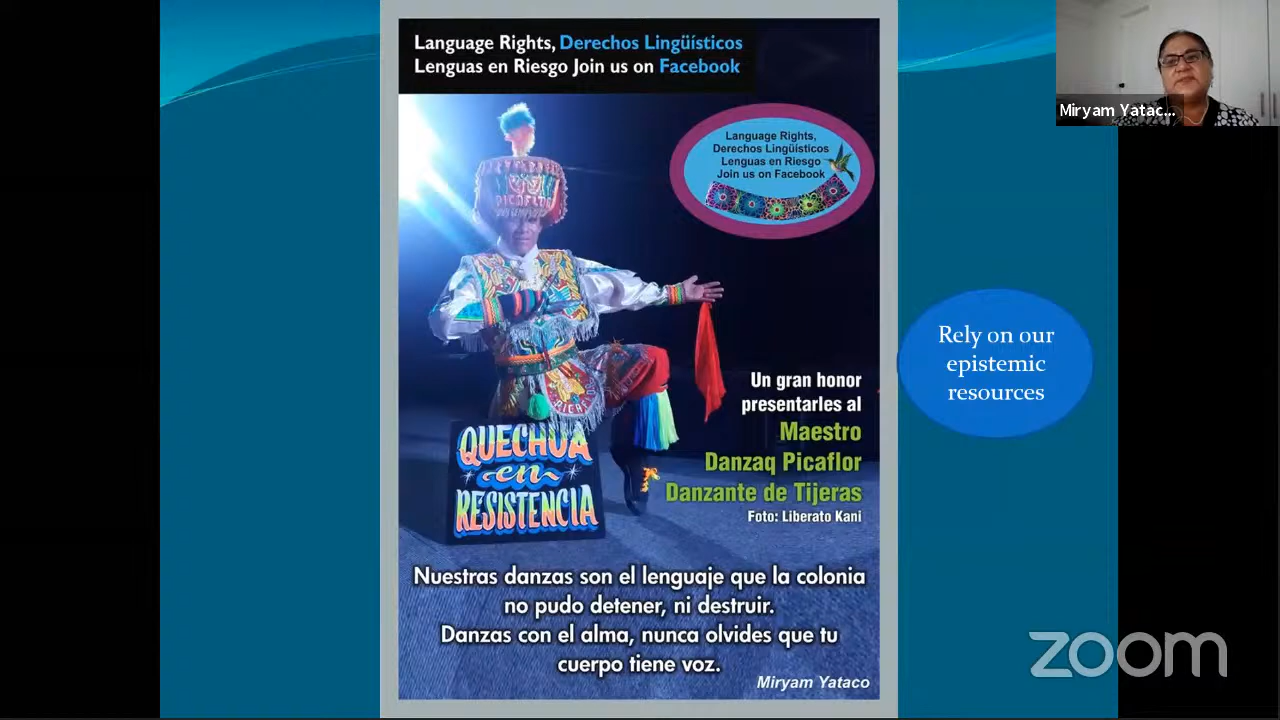 Language Rights, Derechos Lingüísticos
Lenguas en Riesgo Join us on Facebook
Language Rights,
Derechos Lingüísticos
Lenguas en Riesgo
Join us on Facebook
PICAFLOR
Un gran honor
presentarles al
Maestro
Danzaq Picaflor
Danzante de Tijeras
Foto: Liberato Kani
QUECHUA
en
RESISTENCIA
Nuestras danzas son el lenguaje que la colonia
no pudo detener, ni destruir.
Danzas con el alma, nunca olvides que tu
cuerpo tiene voz.
Miryam Yataco
Rely on our
epistemic
resources
Miryam Yatac...
zoom